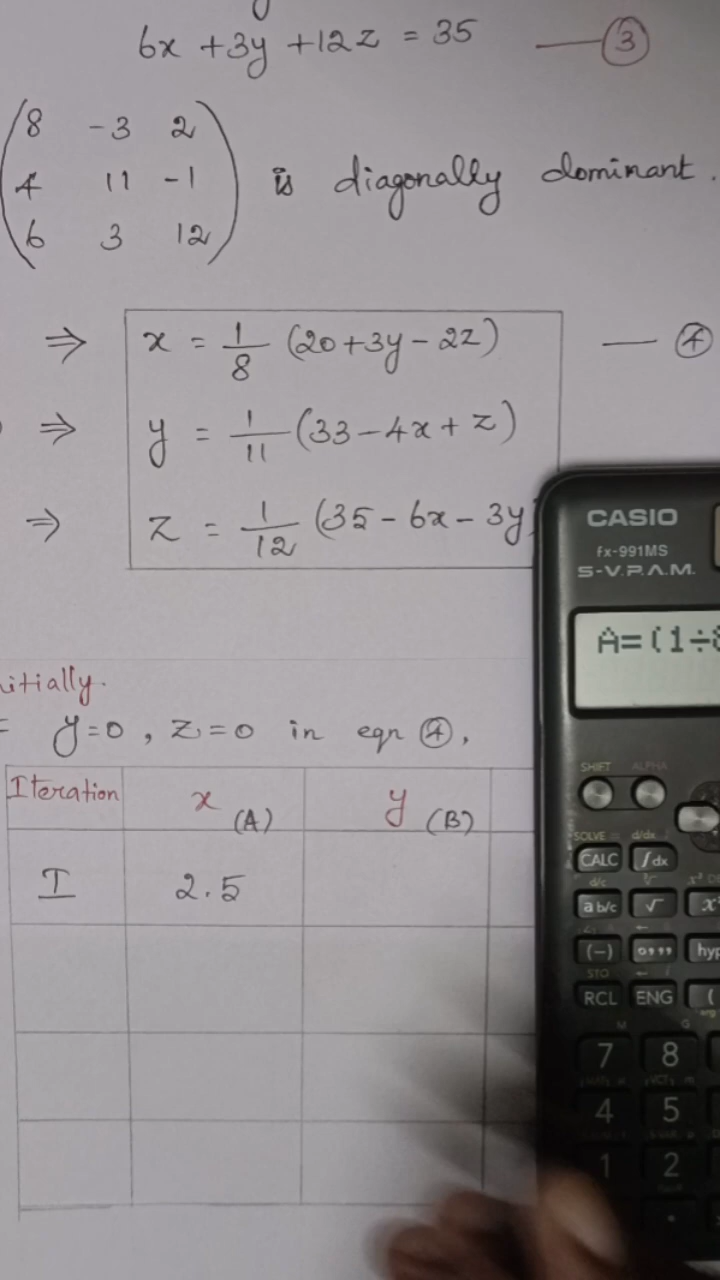 6x + 3y + 12z = 35 — ③
8 -3 2
4 11 -1 is diagonally dominant.
6 3 12
⇒ x = 1/8 (20+3y-2z) — ④
⇒ y = 1/11 (33-4x+z)
⇒ z = 1/12 (35-6x-3y
CASIO
fx-991MS
S-V.P.A.M.
A=(1÷8
nitially.
= y=0, z=0 in eqn ④,
Iteration x (A) y (B)
I 2.5
SHIFT ALPHA
SOLVE = d/dx
CALC ∫dx
d/c
a b/c √ x
(-) o,,, hyp
STO ←
RCL ENG (
M
7 8
4 5
1 2
.